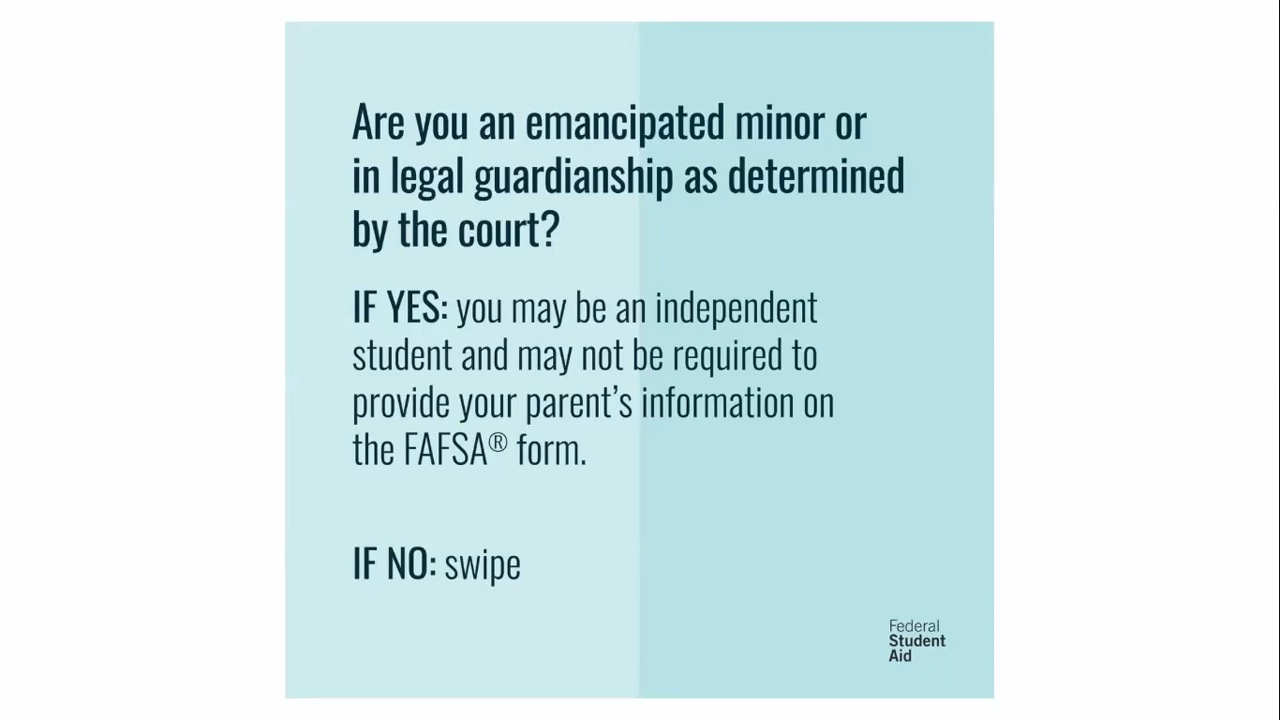 Are you an emancipated minor or
in legal guardianship as determined
by the court?
IF YES: you may be an independent
student and may not be required to
provide your parent’s information on
the FAFSA® form.
IF NO: swipe
Federal
Student
Aid